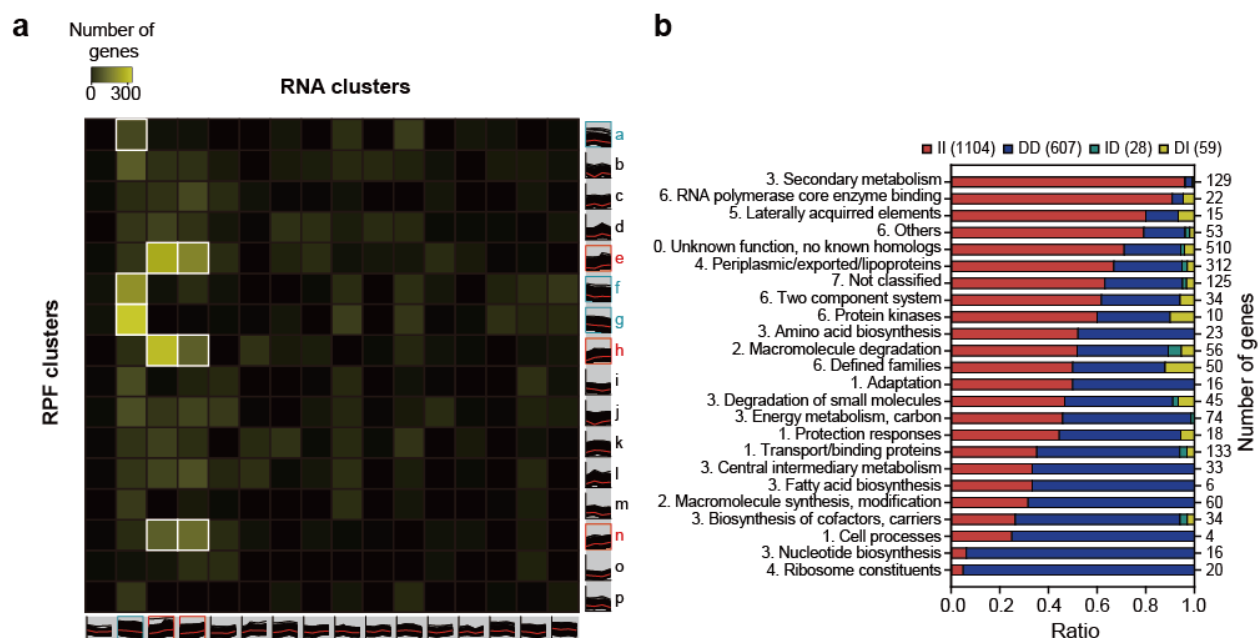 a
Number of
genes
0 300
RNA clusters
RPF clusters
a
b
c
d
e
f
g
h
i
j
k
l
m
n
o
p
b
II (1104) DD (607) ID (28) DI (59)
3. Secondary metabolism 129
6. RNA polymerase core enzyme binding 22
5. Laterally acquirred elements 15
6. Others 53
0. Unknown function, no known homologs 510
4. Periplasmic/exported/lipoproteins 312
7. Not classified 125
6. Two component system 34
6. Protein kinases 10
3. Amino acid biosynthesis 23
2. Macromolecule degradation 56
6. Defined families 50
1. Adaptation 16
3. Degradation of small molecules 45
3. Energy metabolism, carbon 74
1. Protection responses 18
1. Transport/binding proteins 133
3. Central intermediary metabolism 33
3. Fatty acid biosynthesis 6
2. Macromolecule synthesis, modification 60
3. Biosynthesis of cofactors, carriers 34
1. Cell processes 4
3. Nucleotide biosynthesis 16
4. Ribosome constituents 20
0.0 0.2 0.4 0.6 0.8 1.0
Ratio
Number of genes